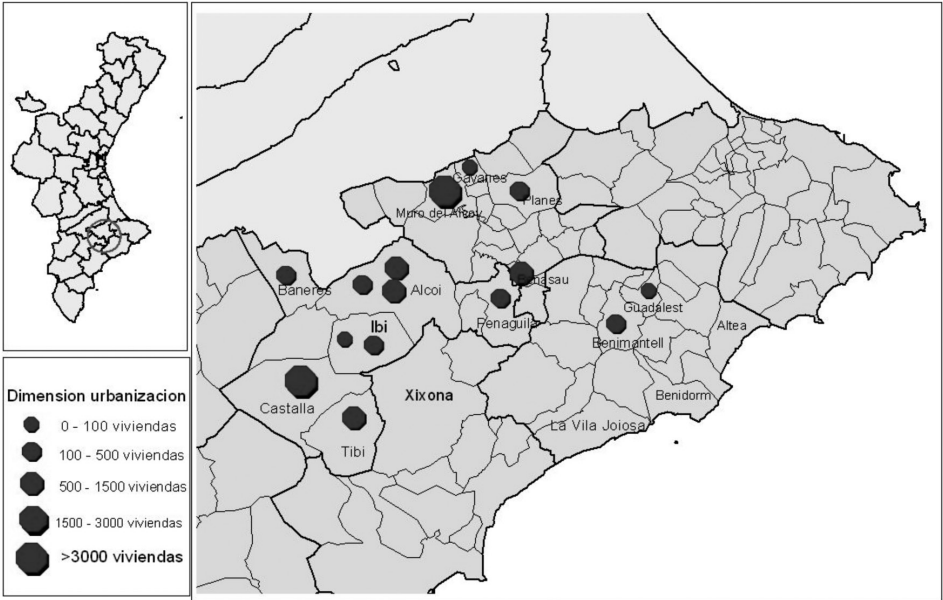 Dimension urbanizacion
0 - 100 viviendas
100 - 500 viviendas
500 - 1500 viviendas
1500 - 3000 viviendas
>3000 viviendas
Gayanes
Planes
Muro del Alcoy
Baneres
Alcoi
Benasau
Penaguila
Guadalest
Benimantell
Altea
Ibi
Xixona
Castalla
Benidorm
La Vila Joiosa
Tibi